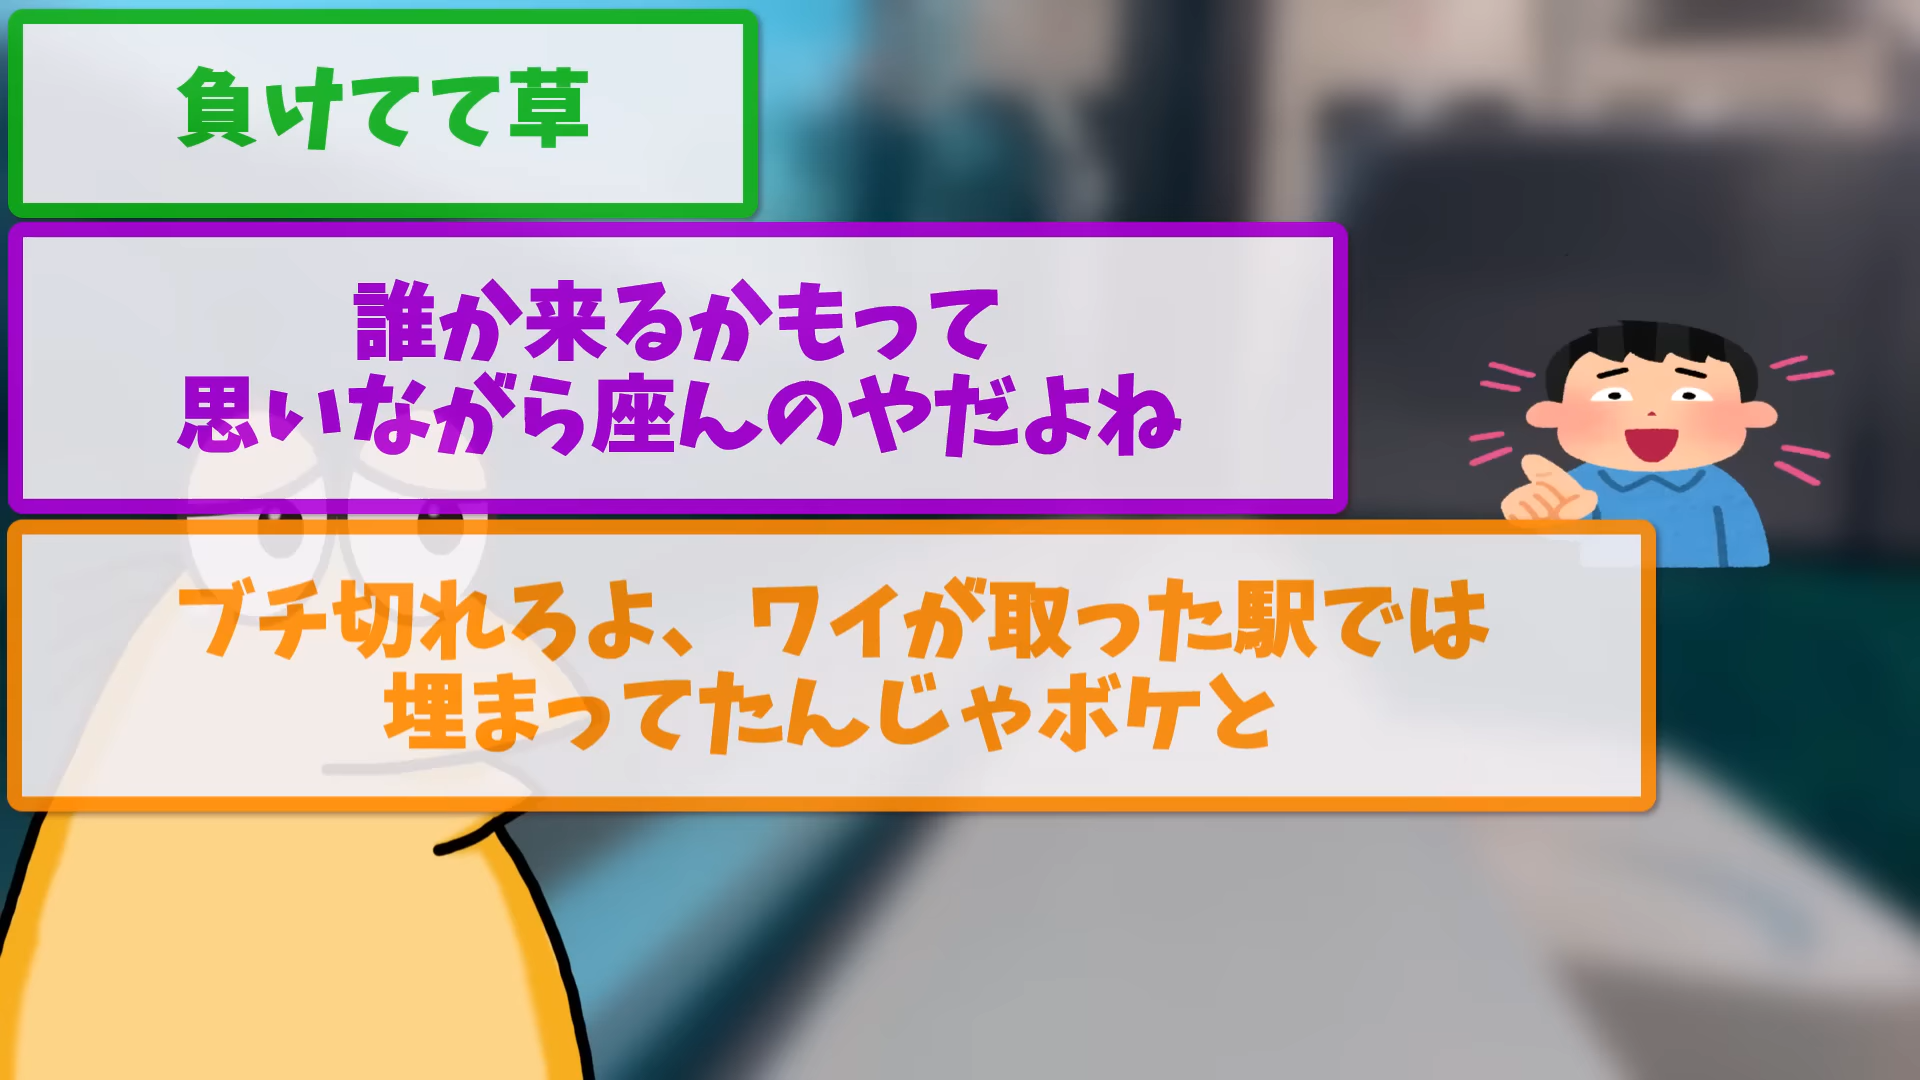 負けてて草
誰か来るかもって
思いながら座んのやだよね
ブチ切れろよ、ワイが取った駅では
埋まってたんじゃボケと